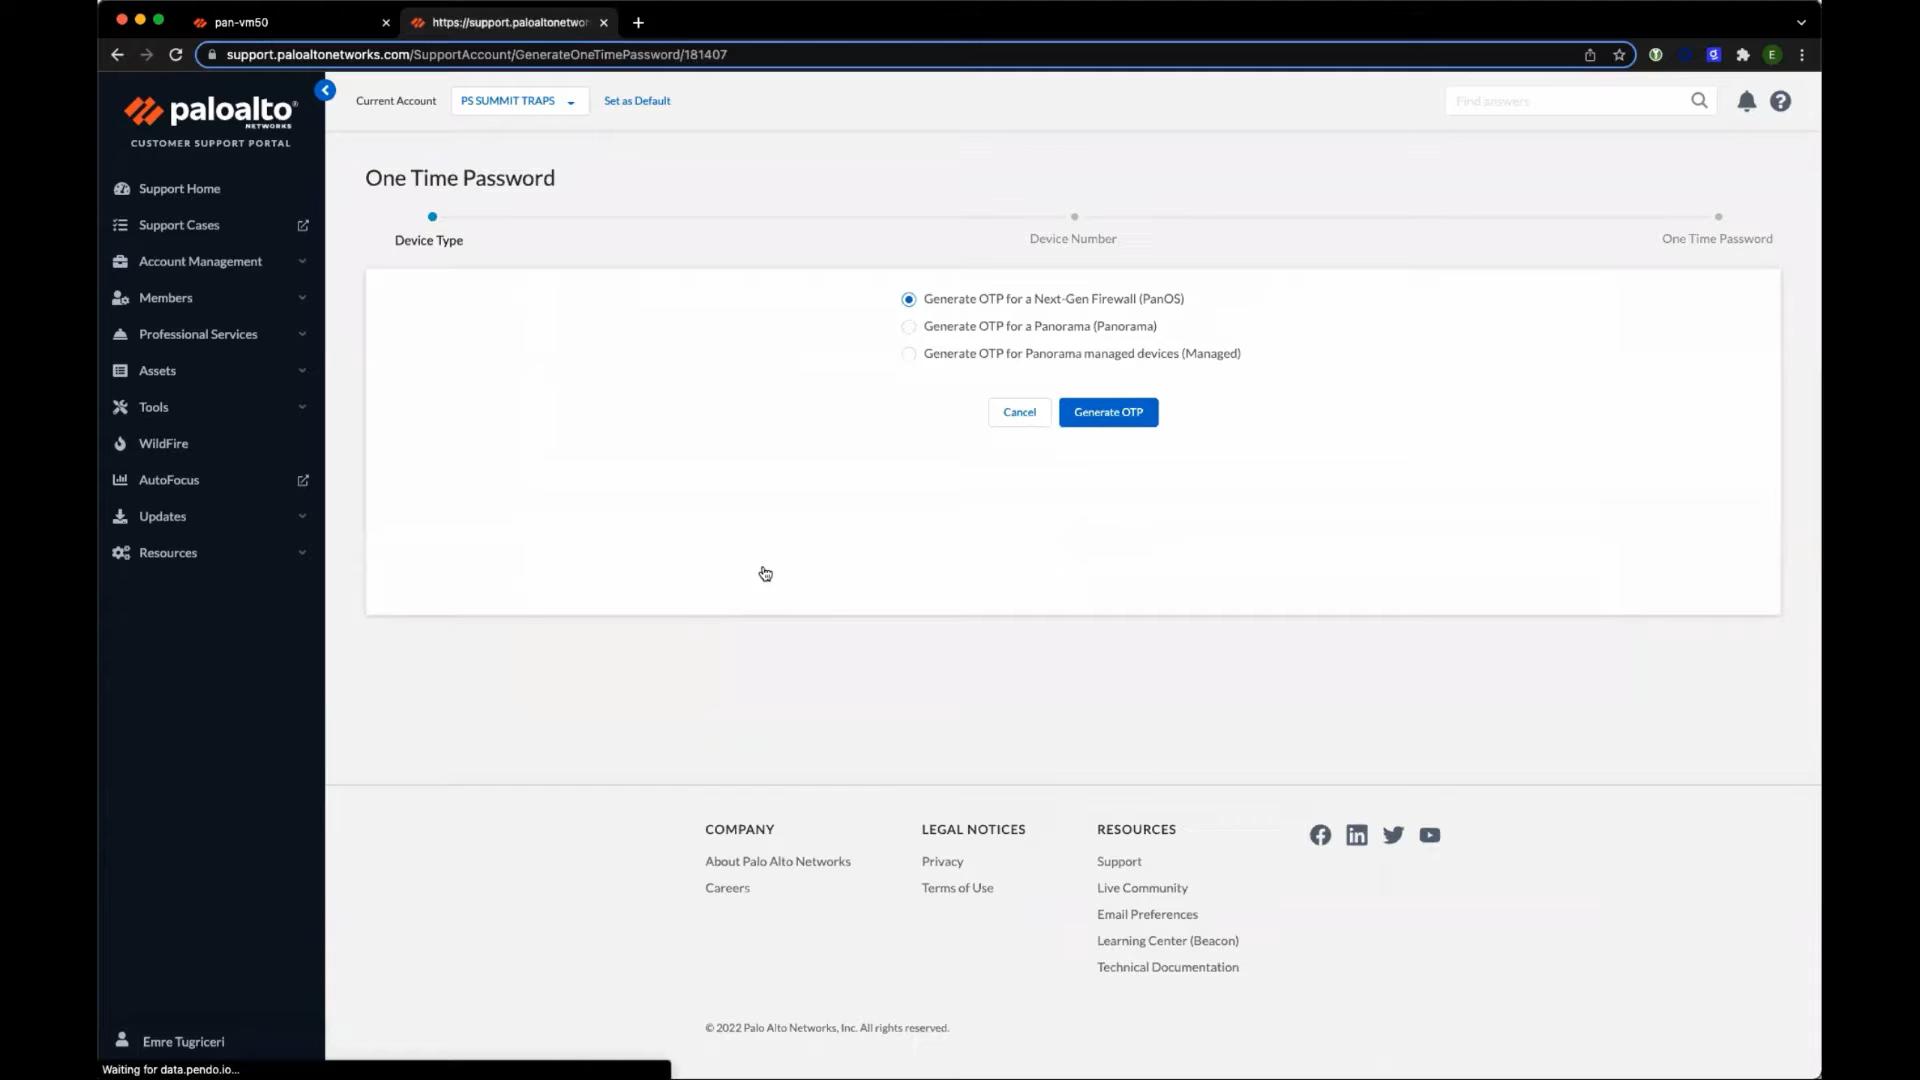 pan-vm50
https://support.paloaltonetwor
support.paloaltonetworks.com/SupportAccount/GenerateOneTimePassword/181407
E
paloalto
NETWORKS
CUSTOMER SUPPORT PORTAL
Current Account
PS SUMMIT TRAPS
Set as Default
Find answers
Support Home
Support Cases
Account Management
Members
Professional Services
Assets
Tools
WildFire
AutoFocus
Updates
Resources
Emre Tugriceri
One Time Password
Device Type
Device Number
One Time Password
Generate OTP for a Next-Gen Firewall (PanOS)
Generate OTP for a Panorama (Panorama)
Generate OTP for Panorama managed devices (Managed)
Cancel
Generate OTP
COMPANY
About Palo Alto Networks
Careers
LEGAL NOTICES
Privacy
Terms of Use
RESOURCES
Support
Live Community
Email Preferences
Learning Center (Beacon)
Technical Documentation
© 2022 Palo Alto Networks, Inc. All rights reserved.
Waiting for data.pendo.io...